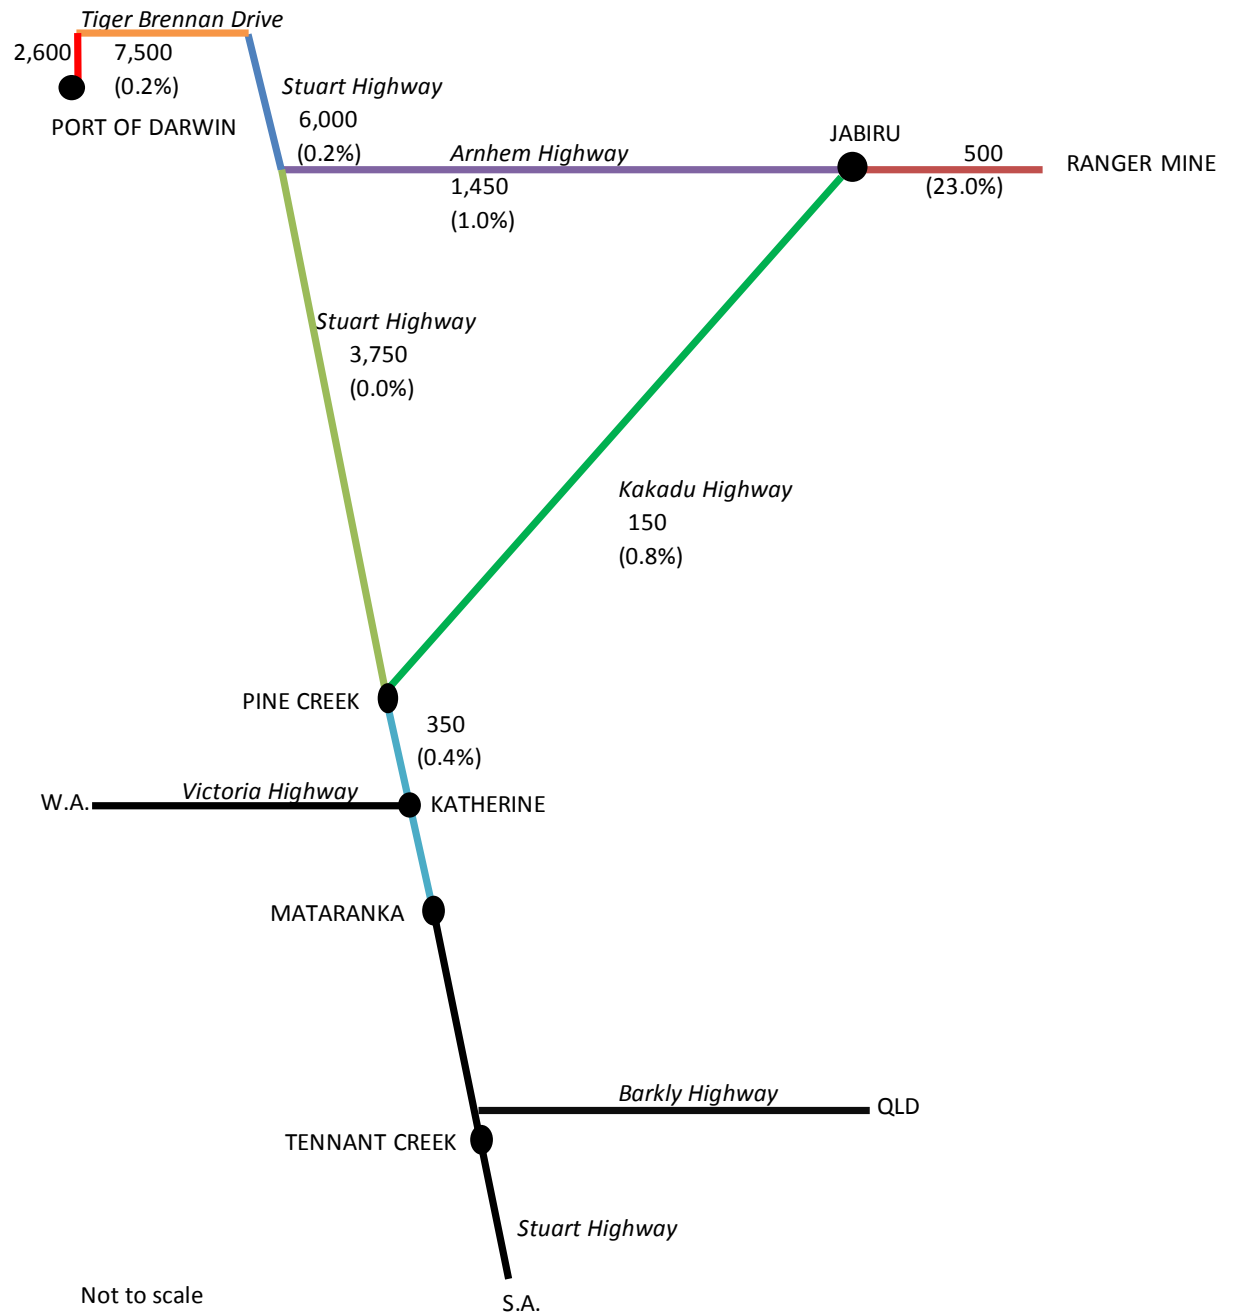 Tiger Brennan Drive
2,600
7,500
(0.2%)
PORT OF DARWIN
Stuart Highway
6,000
(0.2%)
Arnhem Highway
1,450
(1.0%)
JABIRU
500
(23.0%)
RANGER MINE
Stuart Highway
3,750
(0.0%)
Kakadu Highway
150
(0.8%)
PINE CREEK
350
(0.4%)
W.A.
Victoria Highway
KATHERINE
MATARANKA
Barkly Highway
QLD
TENNANT CREEK
Stuart Highway
Not to scale
S.A.